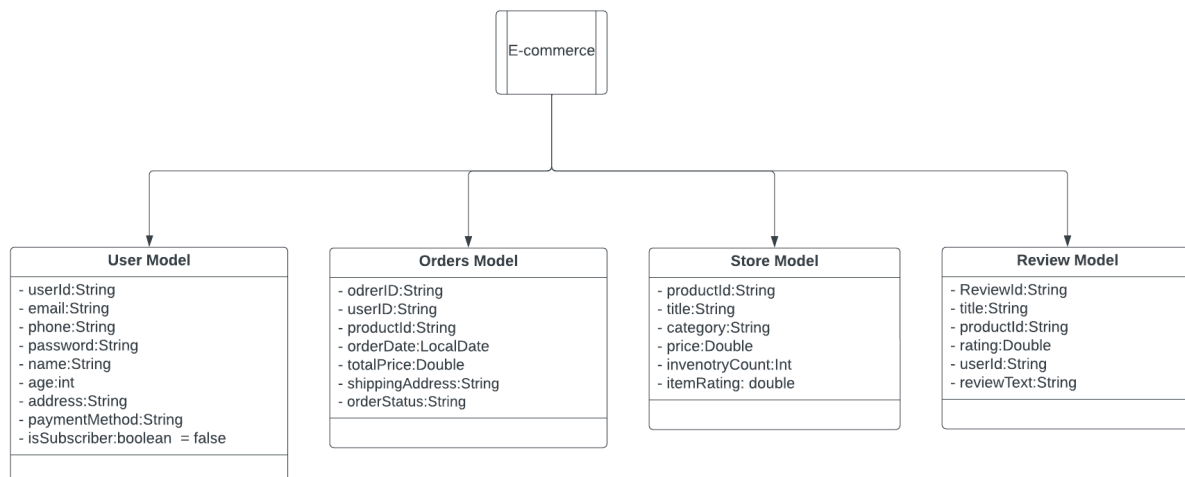 E-commerce
User Model
- userId:String
- email:String
- phone:String
- password:String
- name:String
- age:int
- address:String
- paymentMethod:String
- isSubscriber:boolean  = false
Orders Model
- odrerID:String
- userID:String
- productId:String
- orderDate:LocalDate
- totalPrice:Double
- shippingAddress:String
- orderStatus:String
Store Model
- productId:String
- title:String
- category:String
- price:Double
- invenotryCount:Int
- itemRating: double
Review Model
- ReviewId:String
- title:String
- productId:String
- rating:Double
- userId:String
- reviewText:String